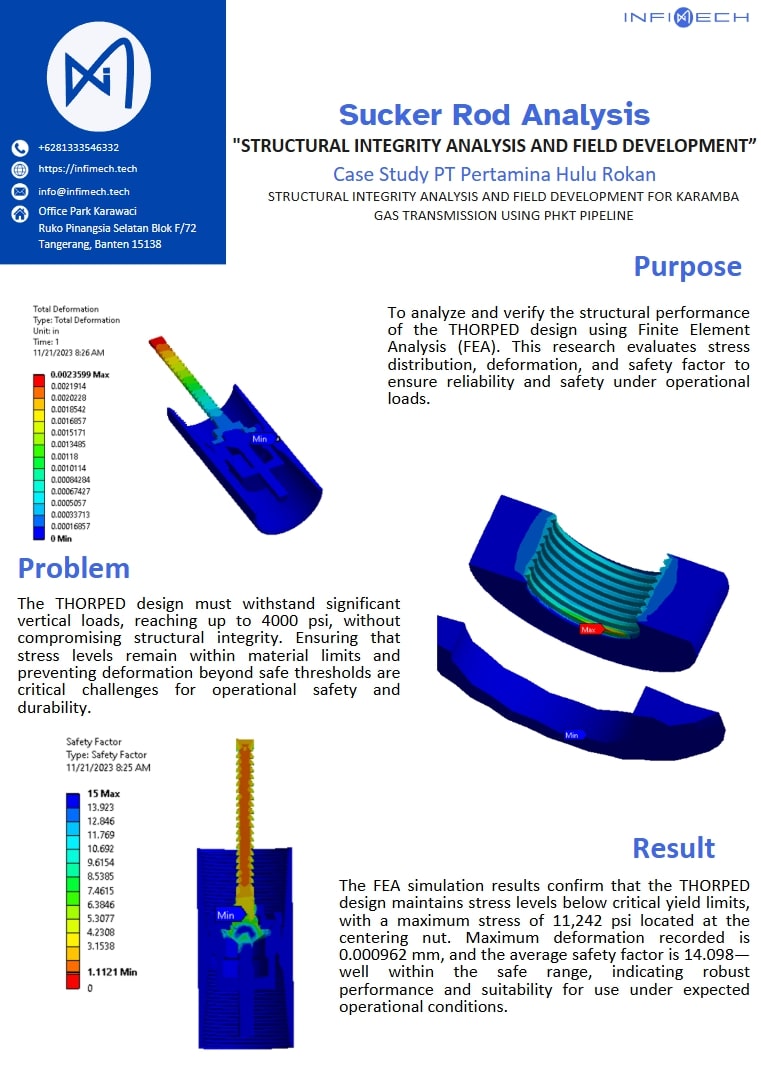 INFIMECH
+6281333546332
https://infimech.tech
info@infimech.tech
Office Park Karawaci
Ruko Pinangsia Selatan Blok F/72
Tangerang, Banten 15138
Sucker Rod Analysis
"STRUCTURAL INTEGRITY ANALYSIS AND FIELD DEVELOPMENT”
Case Study PT Pertamina Hulu Rokan
STRUCTURAL INTEGRITY ANALYSIS AND FIELD DEVELOPMENT FOR KARAMBA
GAS TRANSMISSION USING PHKT PIPELINE
Purpose
To analyze and verify the structural performance
of the THORPED design using Finite Element
Analysis (FEA). This research evaluates stress
distribution, deformation, and safety factor to
ensure reliability and safety under operational
loads.
Total Deformation
Type: Total Deformation
Unit: in
Time: 1
11/21/2023 8:26 AM
0.0023599 Max
0.0021914
0.0020228
0.0018542
0.0016857
0.0015171
0.0013485
0.00118
0.0010114
0.00084284
0.00067427
0.0005057
0.00033713
0.00016857
0 Min
Min
Problem
The THORPED design must withstand significant
vertical loads, reaching up to 4000 psi, without
compromising structural integrity. Ensuring that
stress levels remain within material limits and
preventing deformation beyond safe thresholds are
critical challenges for operational safety and
durability.
Max
Min
Safety Factor
Type: Safety Factor
11/21/2023 8:25 AM
15 Max
13.923
12.846
11.769
10.692
9.6154
8.5385
7.4615
6.3846
5.3077
4.2308
3.1538
1.1121 Min
0
Min
Result
The FEA simulation results confirm that the THORPED
design maintains stress levels below critical yield limits,
with a maximum stress of 11,242 psi located at the
centering nut. Maximum deformation recorded is
0.000962 mm, and the average safety factor is 14.098—
well within the safe range, indicating robust
performance and suitability for use under expected
operational conditions.